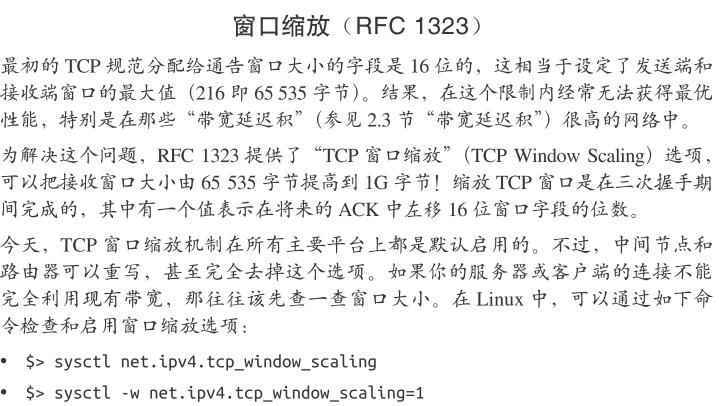 窗口缩放（RFC 1323）
最初的 TCP 规范分配给通告窗口大小的字段是 16 位的，这相当于设定了发送端和
接收端窗口的最大值（216 即 65 535 字节）。结果，在这个限制内经常无法获得最优
性能，特别是在那些“带宽延迟积”（参见 2.3 节“带宽延迟积”）很高的网络中。
为解决这个问题，RFC 1323 提供了“TCP 窗口缩放”（TCP Window Scaling）选项，
可以把接收窗口大小由 65 535 字节提高到 1G 字节！缩放 TCP 窗口是在三次握手期
间完成的，其中有一个值表示在将来的 ACK 中左移 16 位窗口字段的位数。
今天，TCP 窗口缩放机制在所有主要平台上都是默认启用的。不过，中间节点和
路由器可以重写，甚至完全去掉这个选项。如果你的服务器或客户端的连接不能
完全利用现有带宽，那往往该先查一查窗口大小。在 Linux 中，可以通过如下命
令检查和启用窗口缩放选项：
• $> sysctl net.ipv4.tcp_window_scaling
• $> sysctl -w net.ipv4.tcp_window_scaling=1